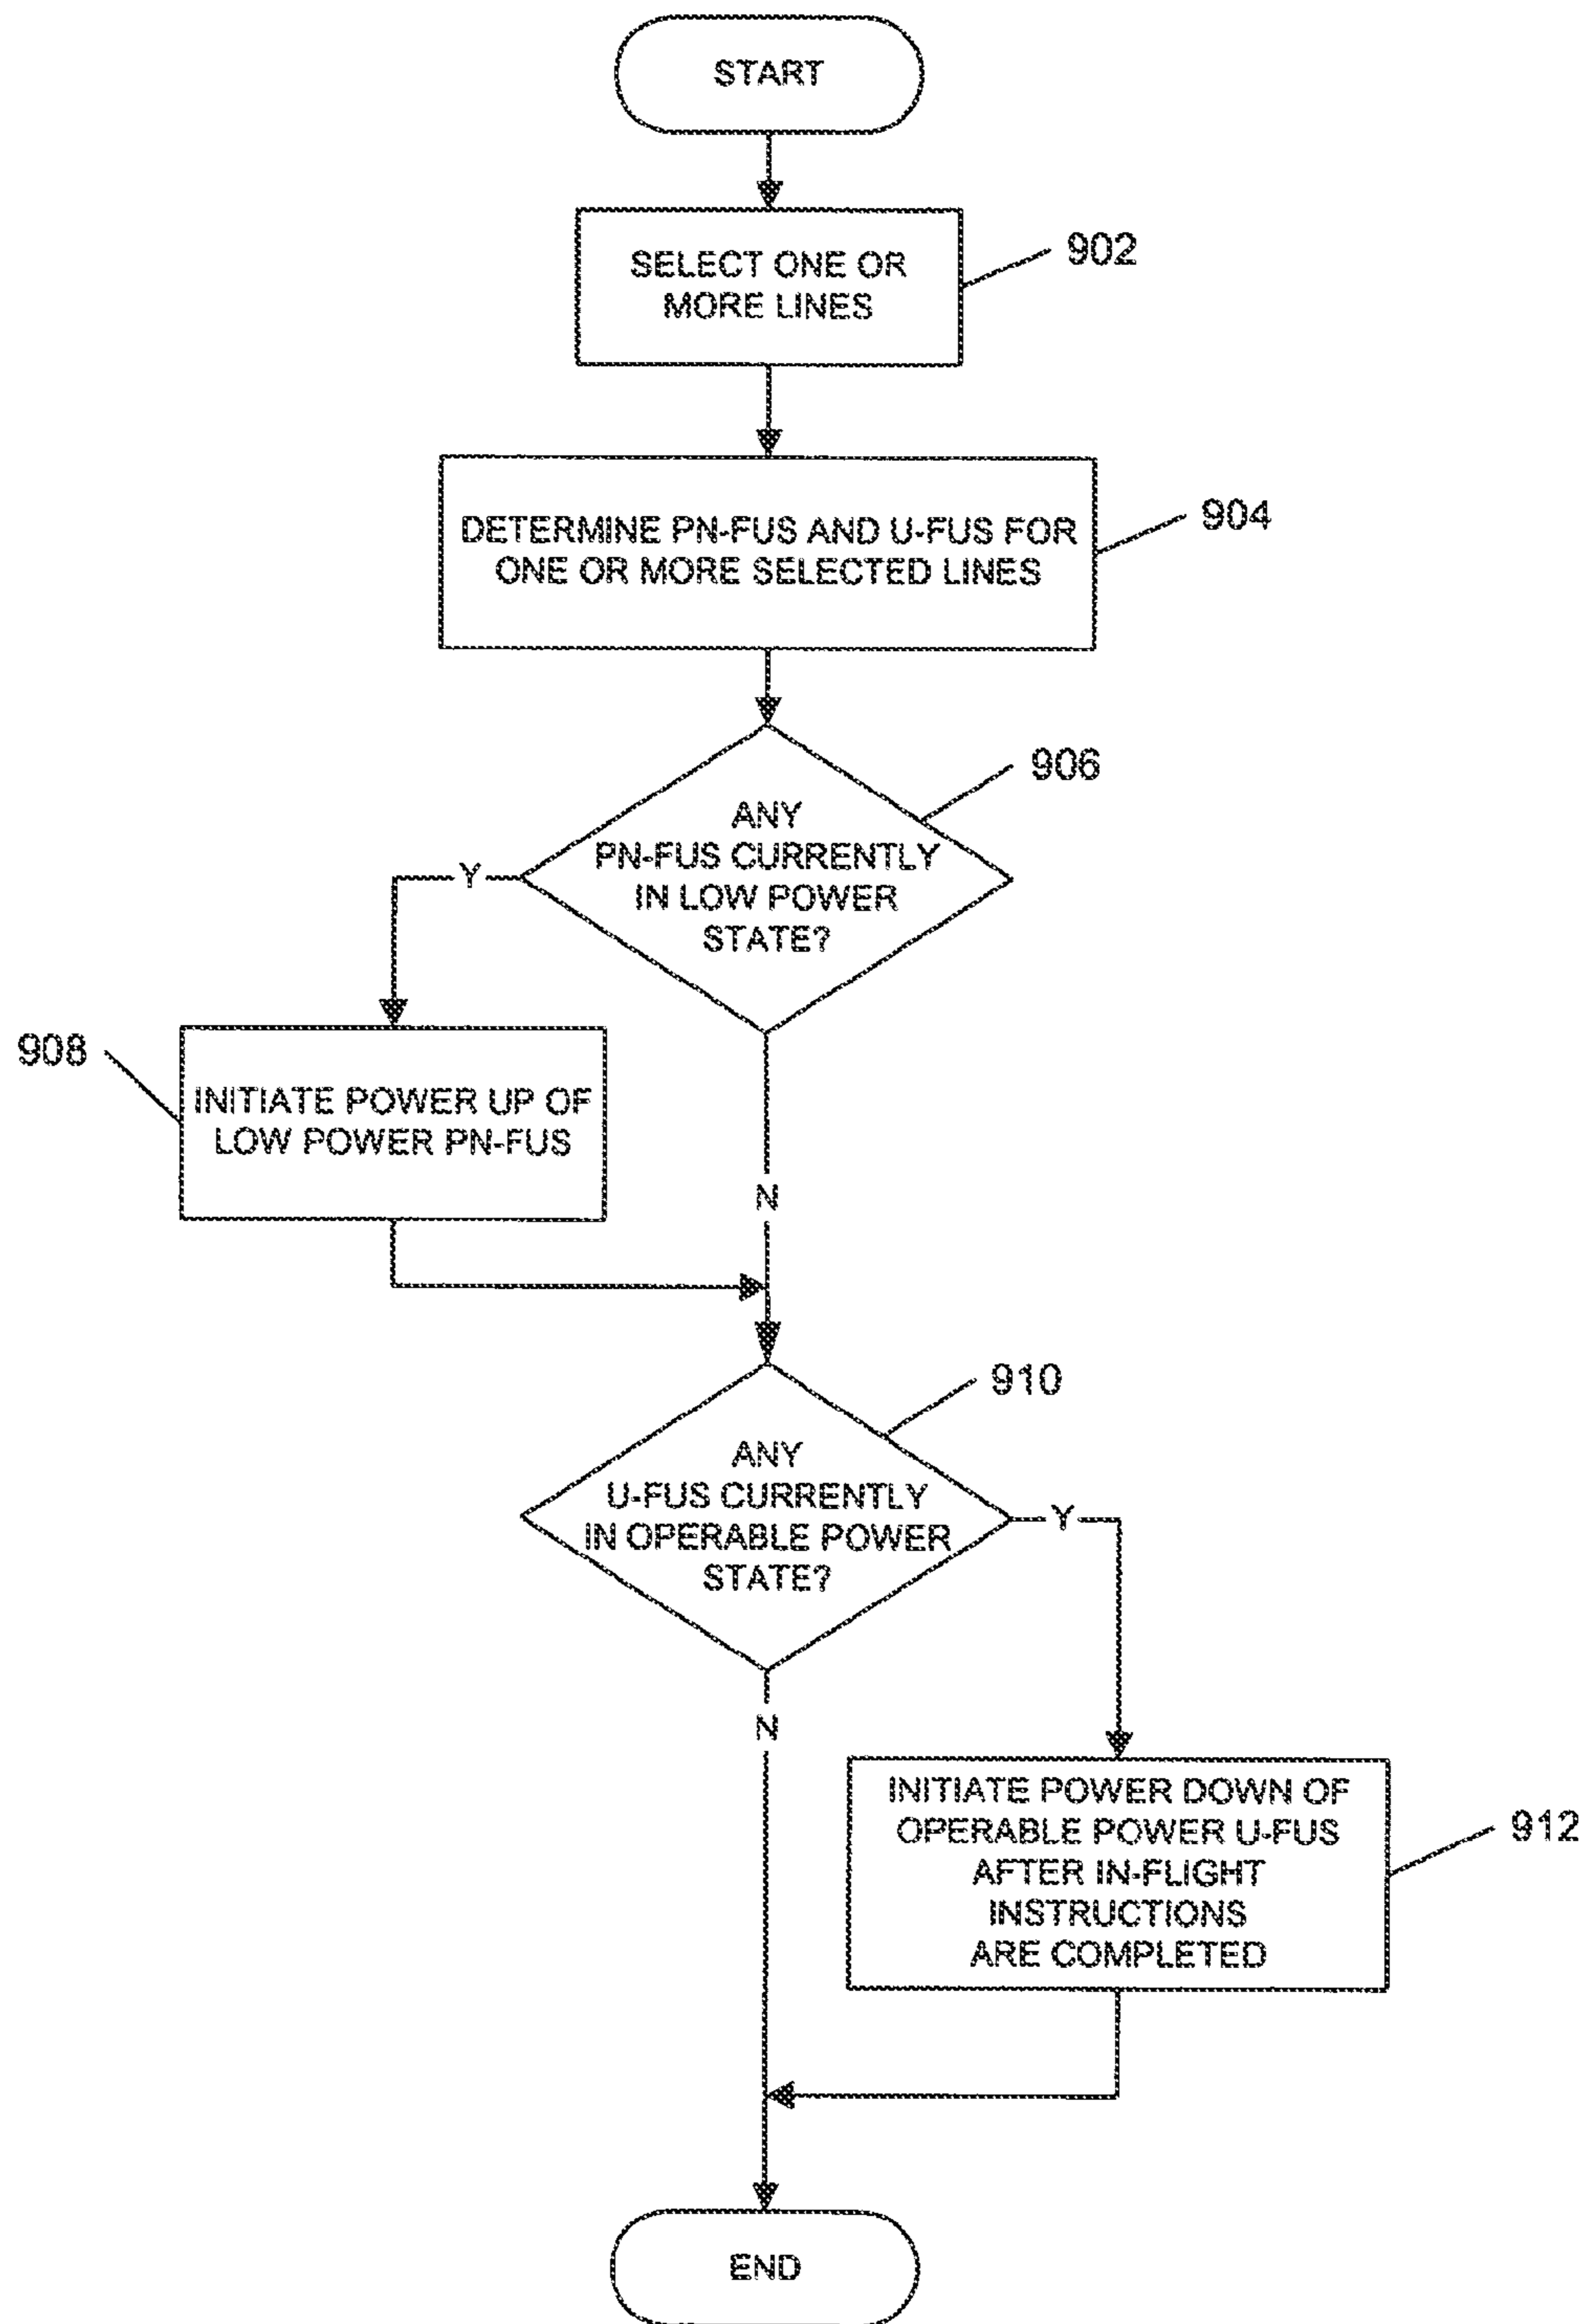 START
SELECT ONE OR
MORE LINES
902
DETERMINE PN-FUS AND U-FUS FOR
ONE OR MORE SELECTED LINES
904
ANY
PN-FUS CURRENTLY
IN LOW POWER
STATE?
906
Y
908
INITIATE POWER UP OF
LOW POWER PN-FUS
N
ANY
U-FUS CURRENTLY
IN OPERABLE POWER
STATE?
910
Y
N
INITIATE POWER DOWN OF
OPERABLE POWER U-FUS
AFTER IN-FLIGHT
INSTRUCTIONS
ARE COMPLETED
912
END